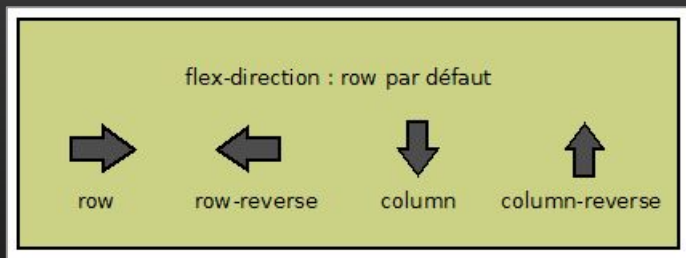 flex-direction : row par défaut
row row-reverse column column-reverse